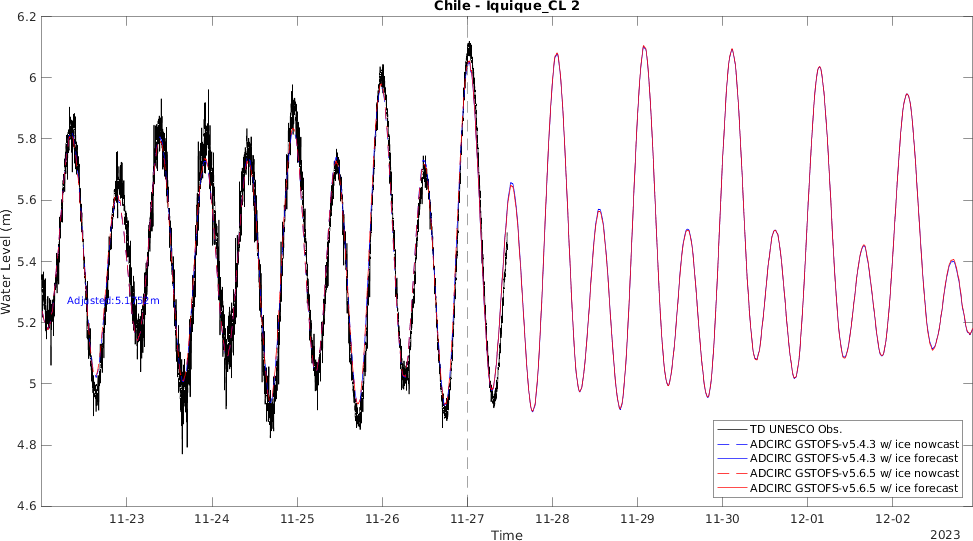 Chile - Iquique_CL 2
6.2
6
5.8
5.6
5.4
5.2
5
4.8
4.6
Water Level (m)
TD UNESCO Obs.
ADCIRC GSTOFS-v5.4.3 w/ ice nowcast
ADCIRC GSTOFS-v5.4.3 w/ ice forecast
ADCIRC GSTOFS-v5.6.5 w/ ice nowcast
ADCIRC GSTOFS-v5.6.5 w/ ice forecast
11-23 11-24 11-25 11-26 11-27 11-28 11-29 11-30 12-01 12-02
Time
2023